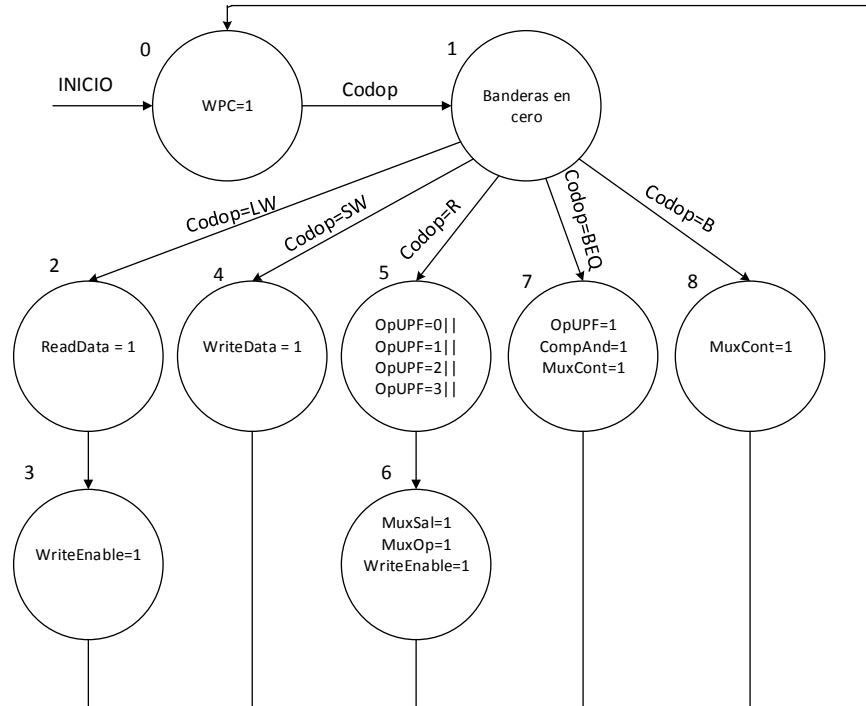 0
1
INICIO
WPC=1
Codop
Banderas en
cero
Codop=LW
Codop=SW
Codop=R
Codop=BEQ
Codop=B
2
4
5
7
8
ReadData = 1
WriteData = 1
OpUPF=0||
OpUPF=1||
OpUPF=2||
OpUPF=3||
OpUPF=1
CompAnd=1
MuxCont=1
MuxCont=1
3
6
WriteEnable=1
MuxSal=1
MuxOp=1
WriteEnable=1